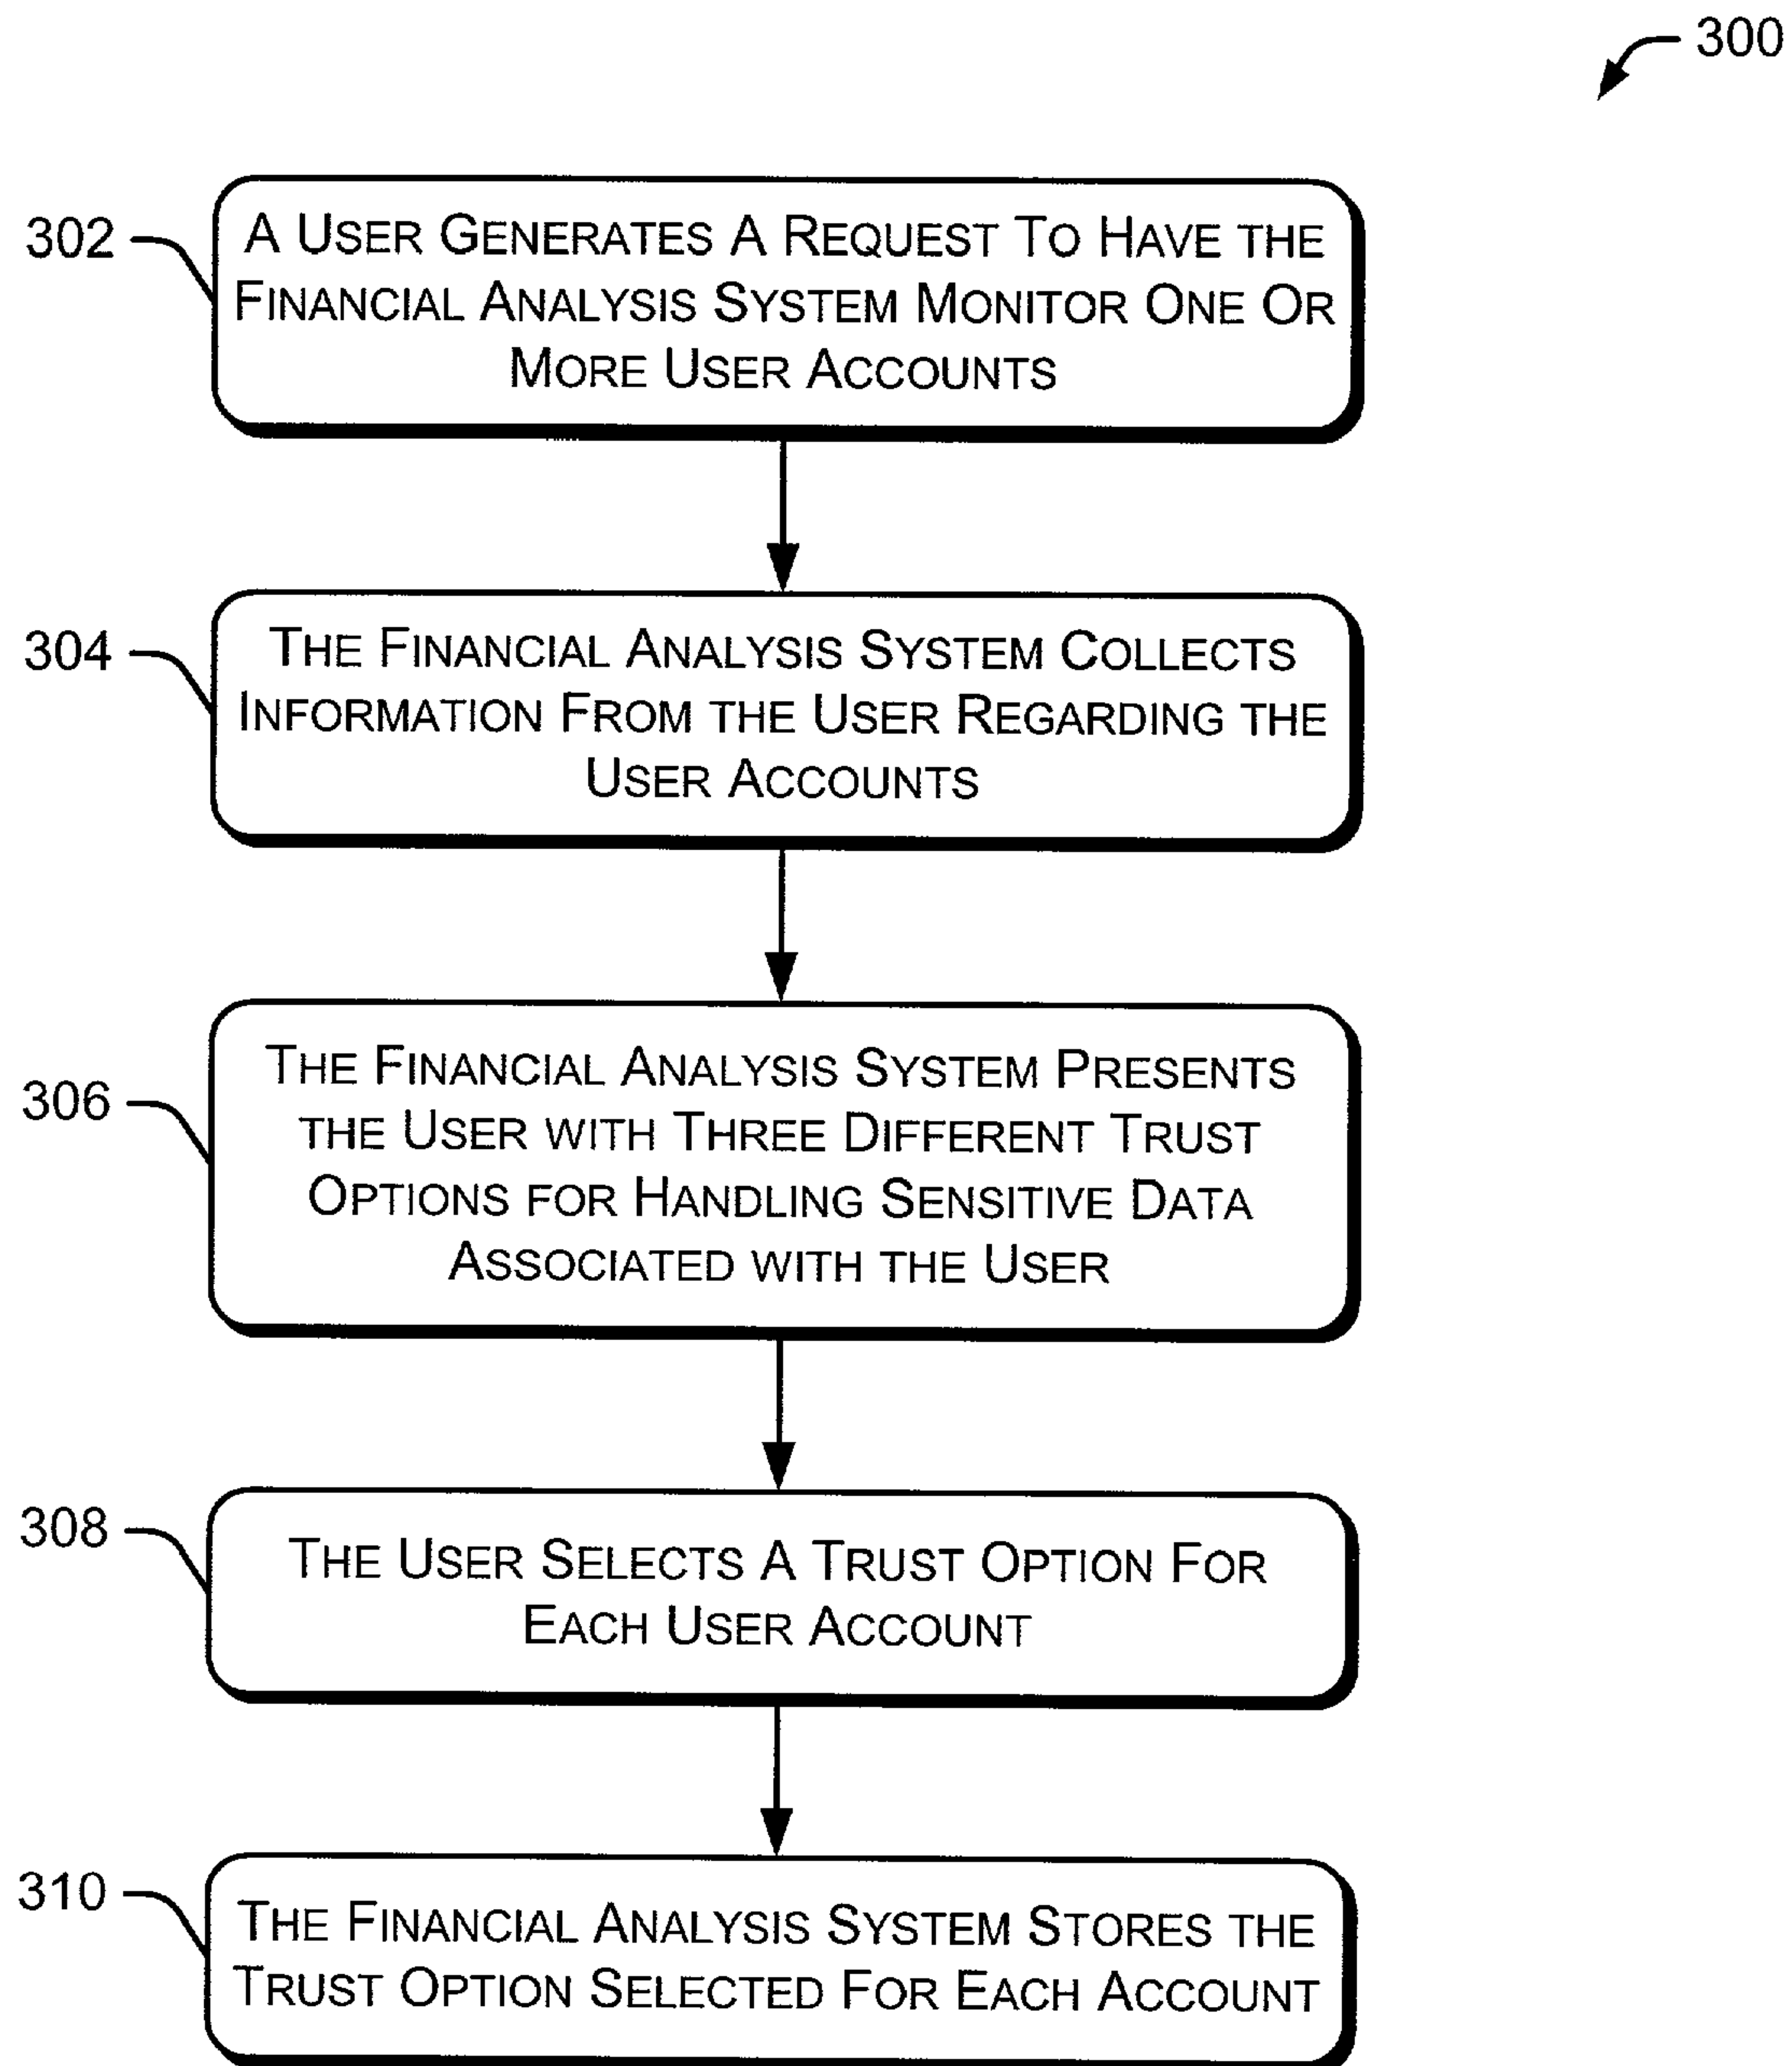 300
302
A USER GENERATES A REQUEST TO HAVE THE
FINANCIAL ANALYSIS SYSTEM MONITOR ONE OR
MORE USER ACCOUNTS
304
THE FINANCIAL ANALYSIS SYSTEM COLLECTS
INFORMATION FROM THE USER REGARDING THE
USER ACCOUNTS
306
THE FINANCIAL ANALYSIS SYSTEM PRESENTS
THE USER WITH THREE DIFFERENT TRUST
OPTIONS FOR HANDLING SENSITIVE DATA
ASSOCIATED WITH THE USER
308
THE USER SELECTS A TRUST OPTION FOR
EACH USER ACCOUNT
310
THE FINANCIAL ANALYSIS SYSTEM STORES THE
TRUST OPTION SELECTED FOR EACH ACCOUNT